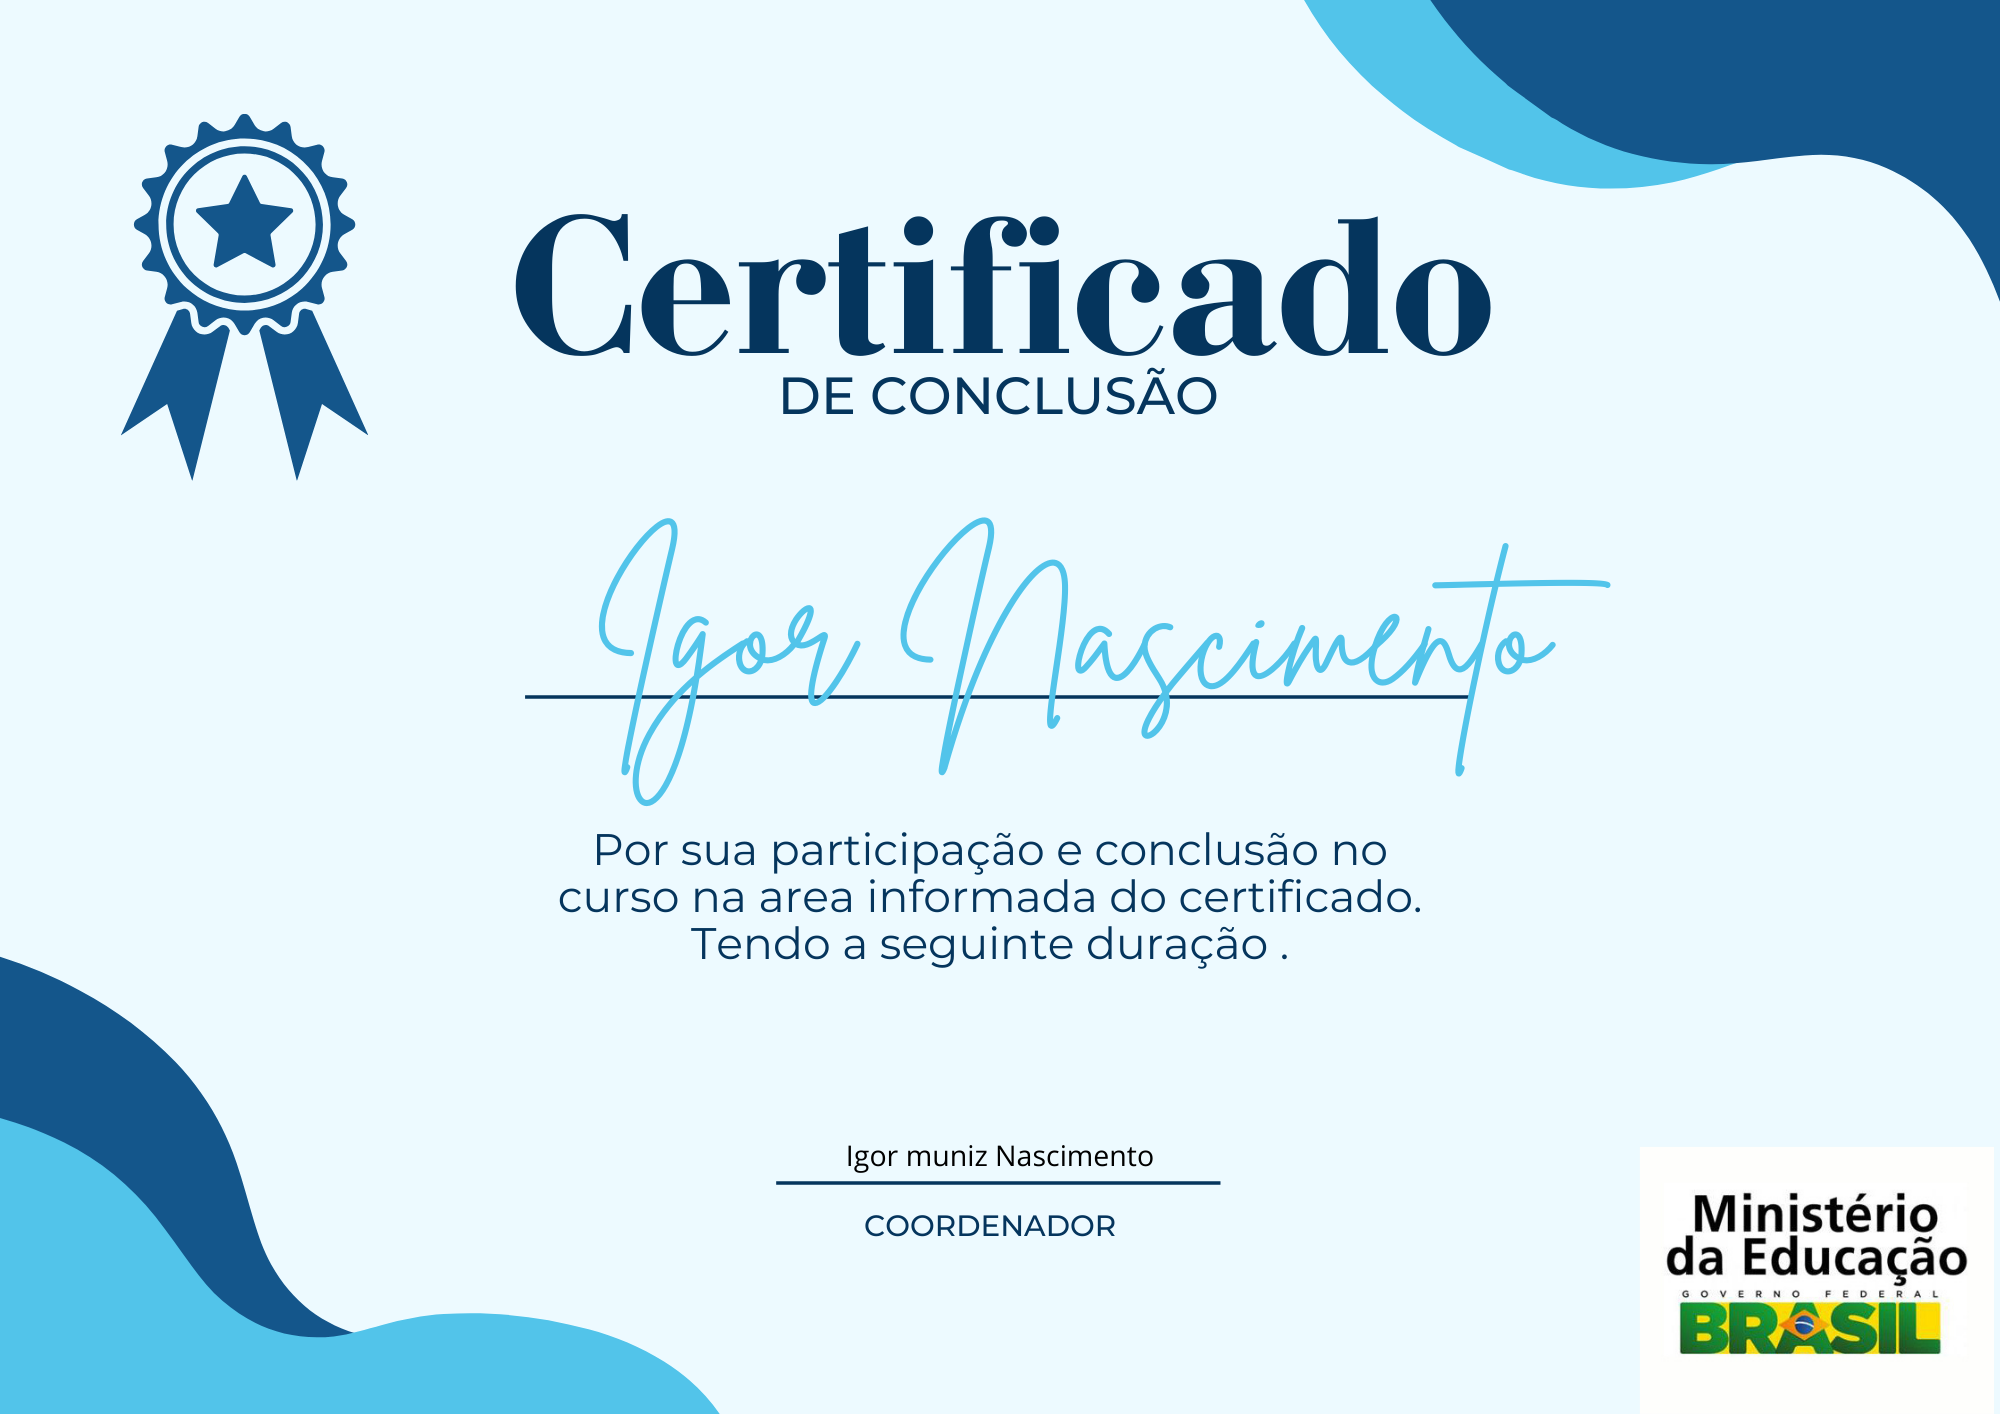 Certificado
DE CONCLUSÃO
Igor Nascimento
Por sua participação e conclusão no
curso na area informada do certificado.
Tendo a seguinte duração .
Igor muniz Nascimento
COORDENADOR
Ministério
da Educação
GOVERNO FEDERAL
BRASIL